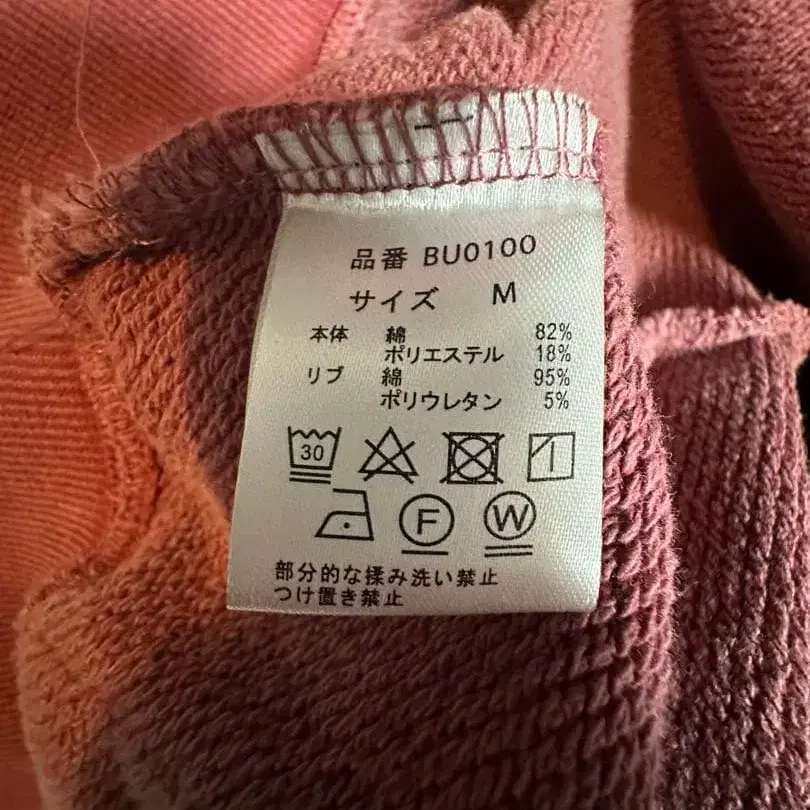 品番 BU0100
サイズ M
本体 綿 82%
ポリエステル 18%
リブ 綿 95%
ポリウレタン 5%
30
F W
部分的な揉み洗い禁止
つけ置き禁止